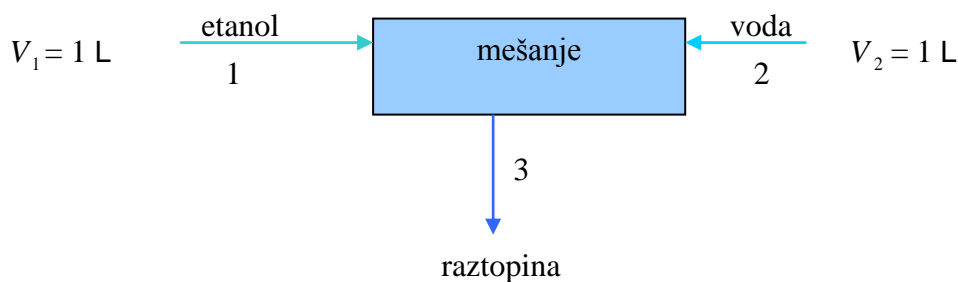 etanol
voda
V₁ = 1 L
mešanje
V₂ = 1 L
1
2
3
raztopina